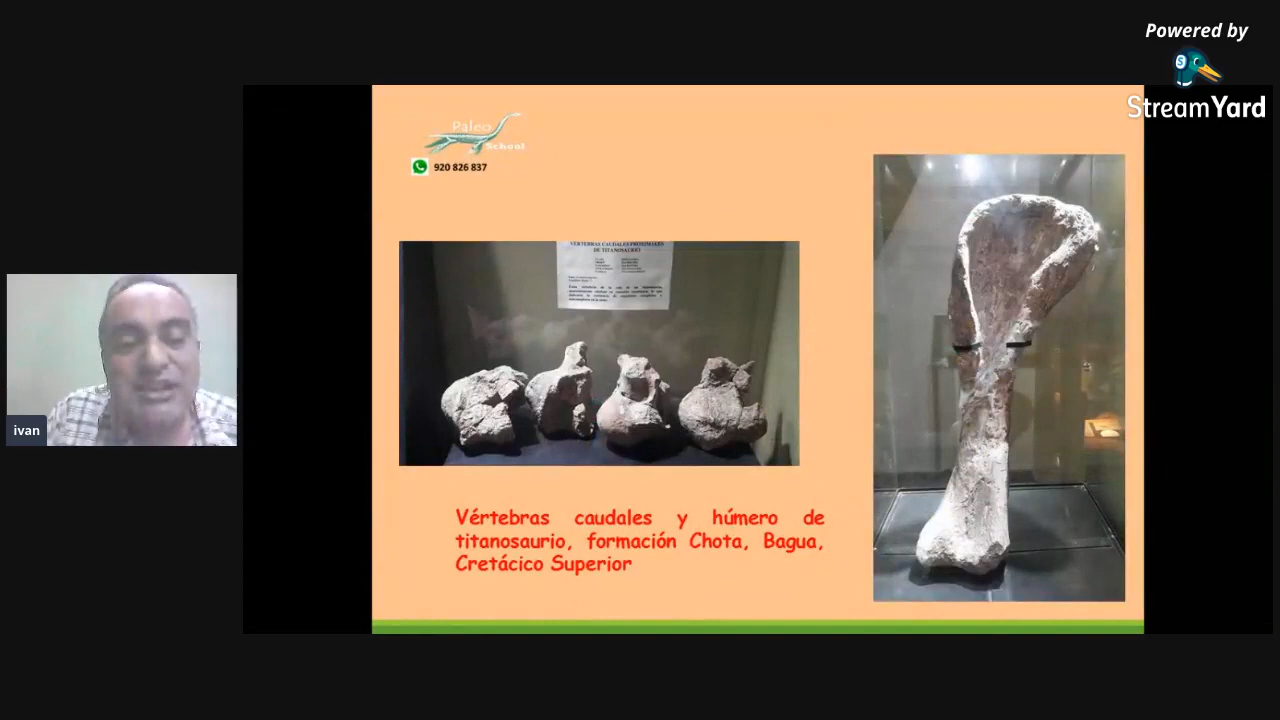 Powered by
StreamYard
Paleo
School
920 826 837
VERTEBRAS CAUDALES PROXIMALES
DE TITANOSAURIO
ivan
Vértebras caudales y húmero de
titanosaurio, formación Chota, Bagua,
Cretácico Superior